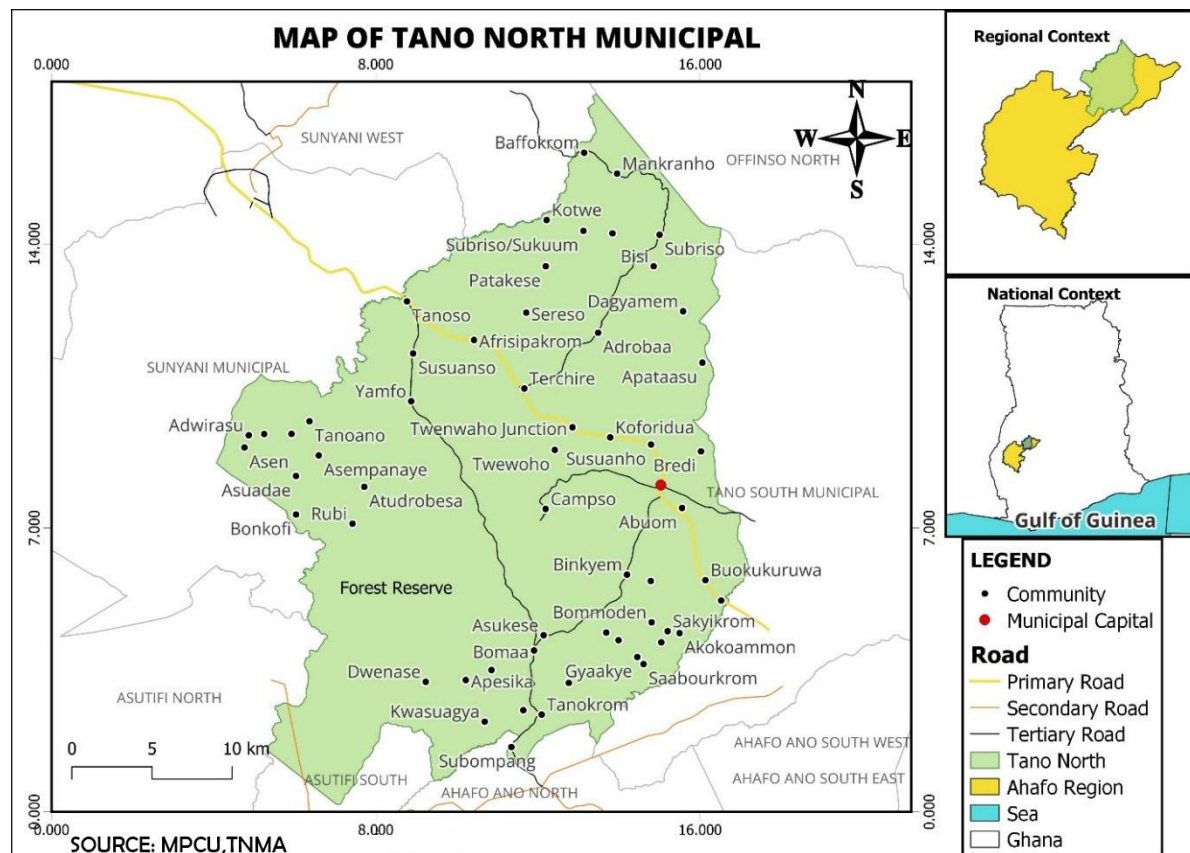 MAP OF TANO NORTH MUNICIPAL
0.000 8.000 16.000
N
W E
S
SUNYANI WEST
OFFINSO NORTH
Baffokrom
Mankranho
Kotwe
14.000 14.000
Subriso/Sukuum
Bisi
Subriso
Patakese
Dagyamem
Tanoso
Sereso
Afrisipakrom
Adrobaa
SUNYANI MUNICIPAL
Susuanso
Terchire
Apataasu
Yamfo
Adwirasu
Tanoano
Twenwaho Junction
Koforidua
Asen
Asempanaye
Twewoho
Susuanho
Bredi
Asuadae
Atudrobesa
Campso
TANO SOUTH MUNICIPAL
Rubi
Bonkofi
Abuom
7.000 7.000
Binkyem
Buokukuruwa
Forest Reserve
Bommoden
Sakyikrom
Asukese
Akokoammon
Bomaa
Dwenase
Apesika
Gyaakye
Saabourkrom
ASUTIFI NORTH
Kwasuagya
Tanokrom
Subompang
AHAFO ANO SOUTH WEST
0 5 10 km
ASUTIFI SOUTH
AHAFO ANO NORTH
AHAFO ANO SOUTH EAST
0.000 0.000
0.000 8.000 16.000
SOURCE: MPCU,TNMA
Regional Context
National Context
Gulf of Guinea
LEGEND
Community
Municipal Capital
Road
Primary Road
Secondary Road
Tertiary Road
Tano North
Ahafo Region
Sea
Ghana